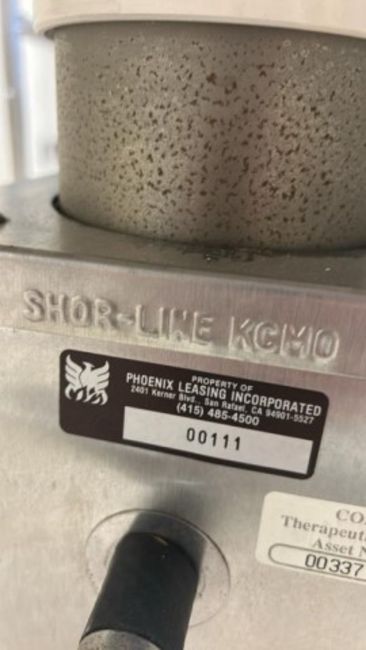 SHOR-LINE KCMO
PROPERTY OF
PHOENIX LEASING INCORPORATED
2401 Kerner Blvd., San Rafael, CA 94901-5527
(415) 485-4500
00111
CO
Therapeut
Asset N
00337